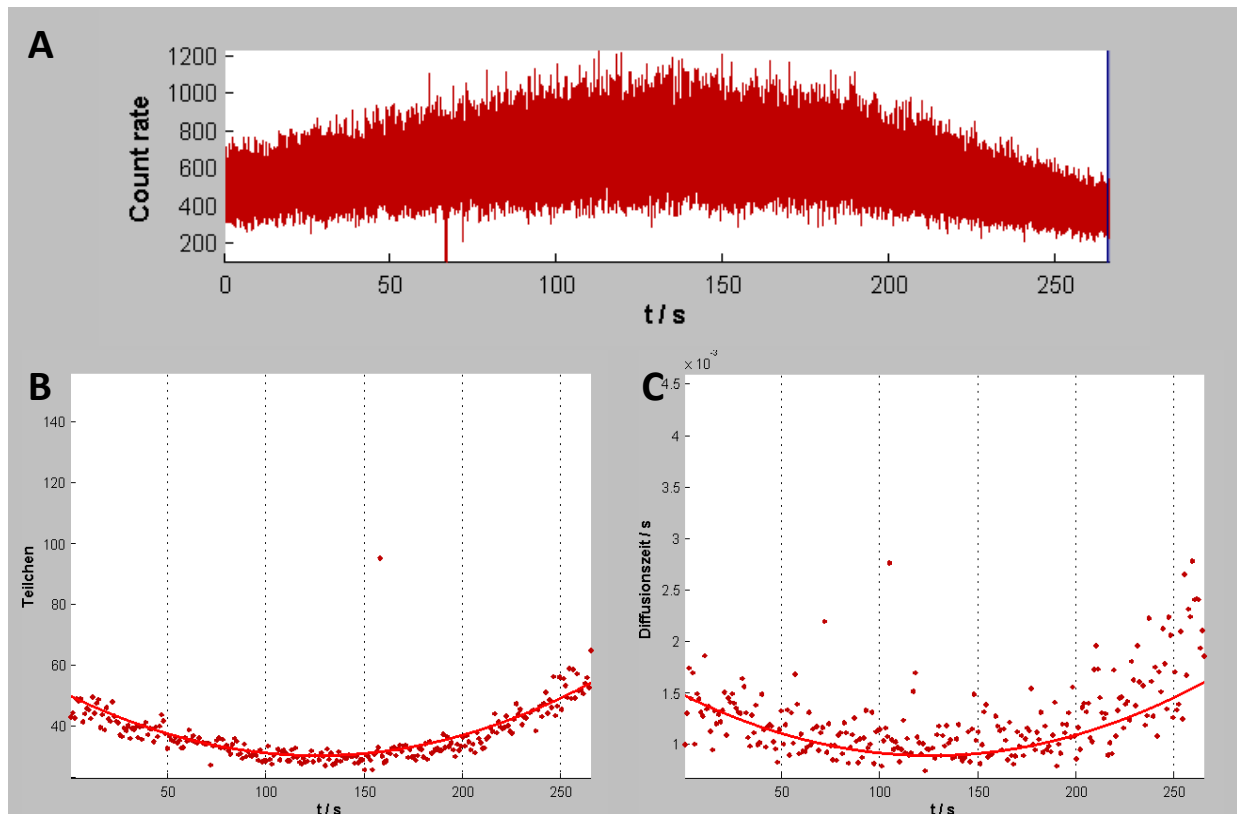 A
1200
1000
800
600
400
200
Count rate
0 50 100 150 200 250
t / s
B
140
120
100
80
60
40
Teilchen
50 100 150 200 250
t / s
C
x 10⁻³
4.5
4
3.5
3
2.5
2
1.5
1
Diffusionszeit / s
50 100 150 200 250
t / s